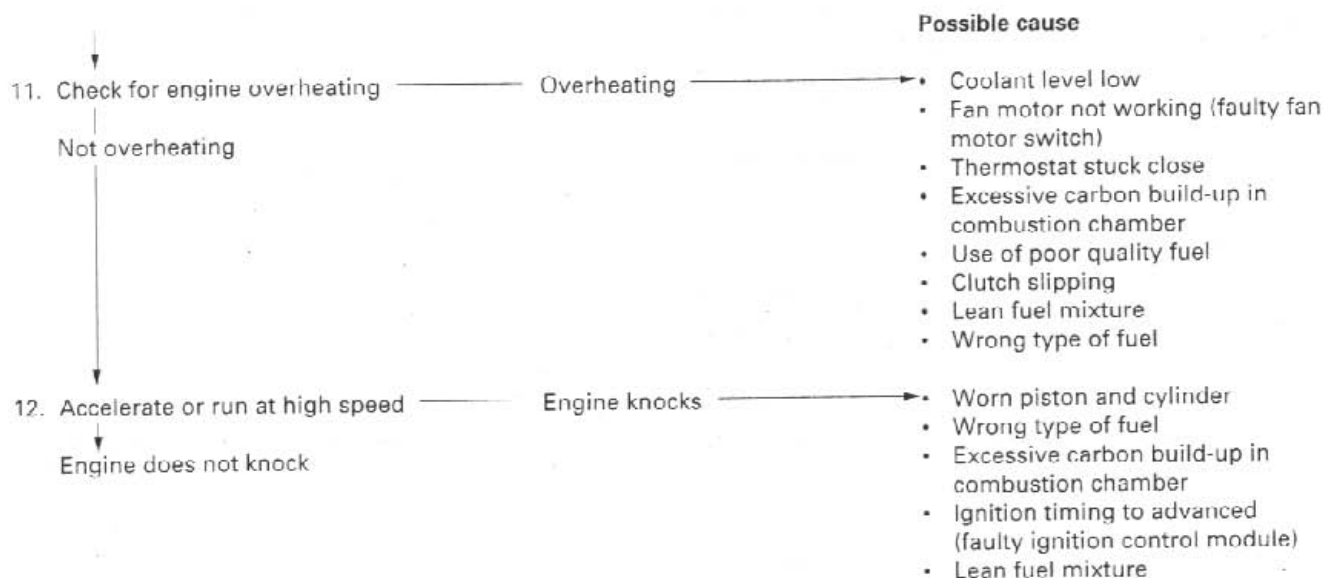 Possible cause
11. Check for engine overheating Overheating • Coolant level low
• Fan motor not working (faulty fan
motor switch)
Not overheating
• Thermostat stuck close
• Excessive carbon build-up in
combustion chamber
• Use of poor quality fuel
• Clutch slipping
• Lean fuel mixture
• Wrong type of fuel
12. Accelerate or run at high speed Engine knocks • Worn piston and cylinder
• Wrong type of fuel
Engine does not knock
• Excessive carbon build-up in
combustion chamber
• Ignition timing to advanced
(faulty ignition control module)
• Lean fuel mixture